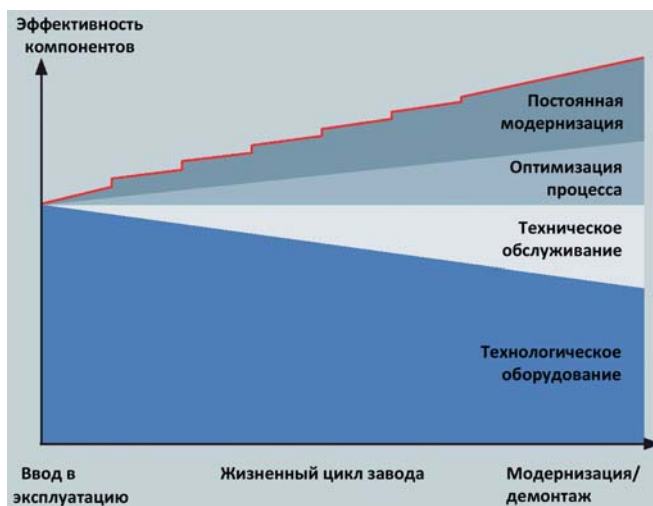 Эффективность
компонентов
Постоянная
модернизация
Оптимизация
процесса
Техническое
обслуживание
Технологическое
оборудование
Ввод в
эксплуатацию
Жизненный цикл завода
Модернизация/
демонтаж